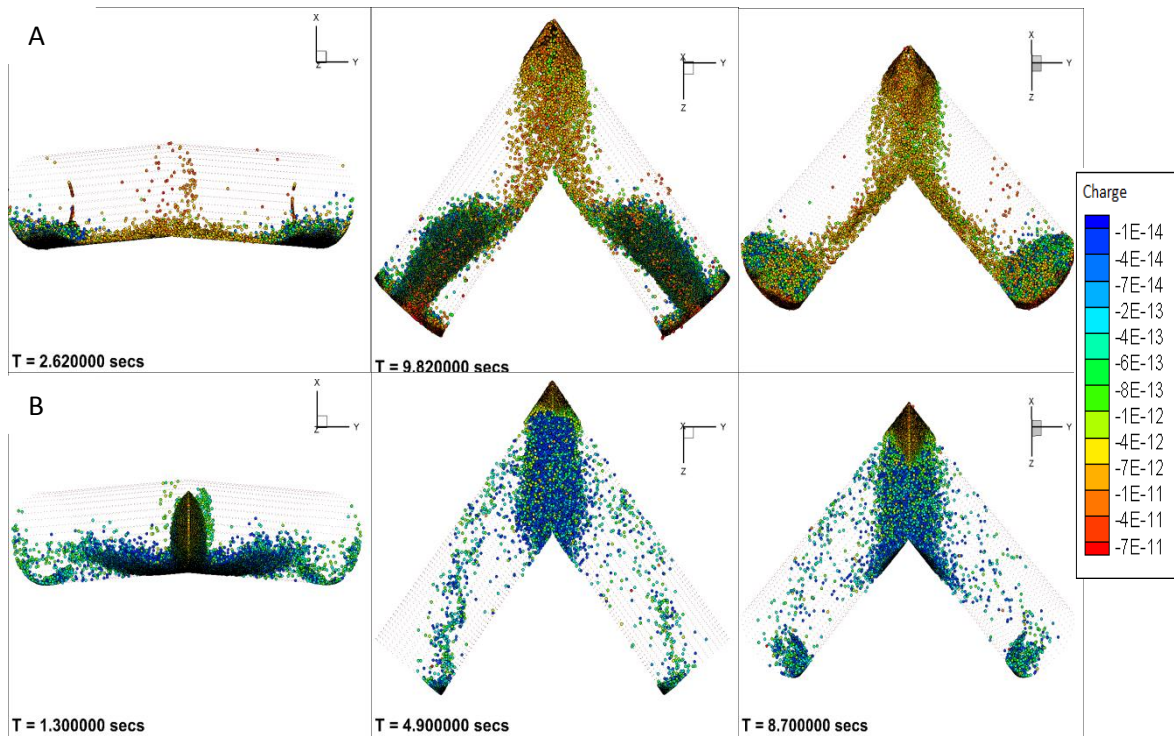 A
X
Z
Y
T = 2.620000 secs
X
Y
Z
T = 9.820000 secs
X
Y
Z
Charge
-1E-14
-4E-14
-7E-14
-2E-13
-4E-13
-6E-13
-8E-13
-1E-12
-4E-12
-7E-12
-1E-11
-4E-11
-7E-11
B
X
Z
Y
T = 1.300000 secs
X
Y
Z
T = 4.900000 secs
X
Y
Z
T = 8.700000 secs